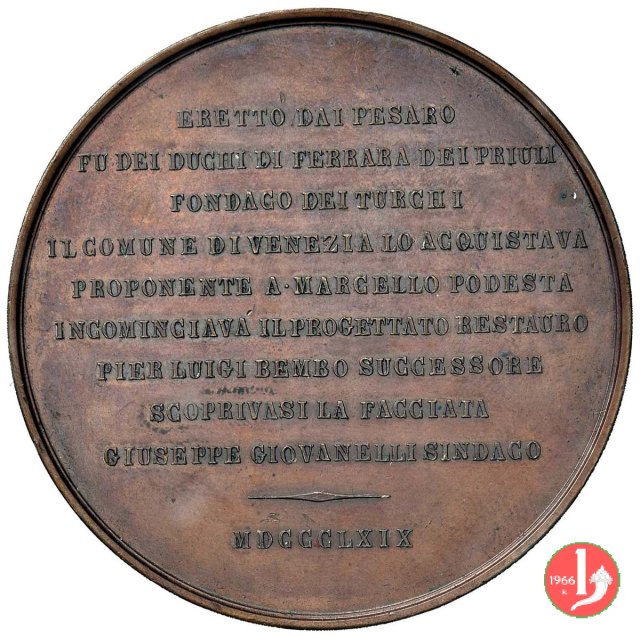 ERETTO DAI PESARO
FU DEI DUCHI DI FERRARA DEI PRIULI
FONDACO DEI TURCHI
IL COMUNE DI VENEZIA LO ACQUISTAVA
PROPONENTE A·MARCELLO PODESTA
INCOMINCIAVA IL PROGETTATO RESTAURO
PIER LUIGI BEMBO SUCCESSORE
SCOPRIVASI LA FACCIATA
GIUSEPPE GIOVANELLI SINDACO
MDCCCLXIX
1966